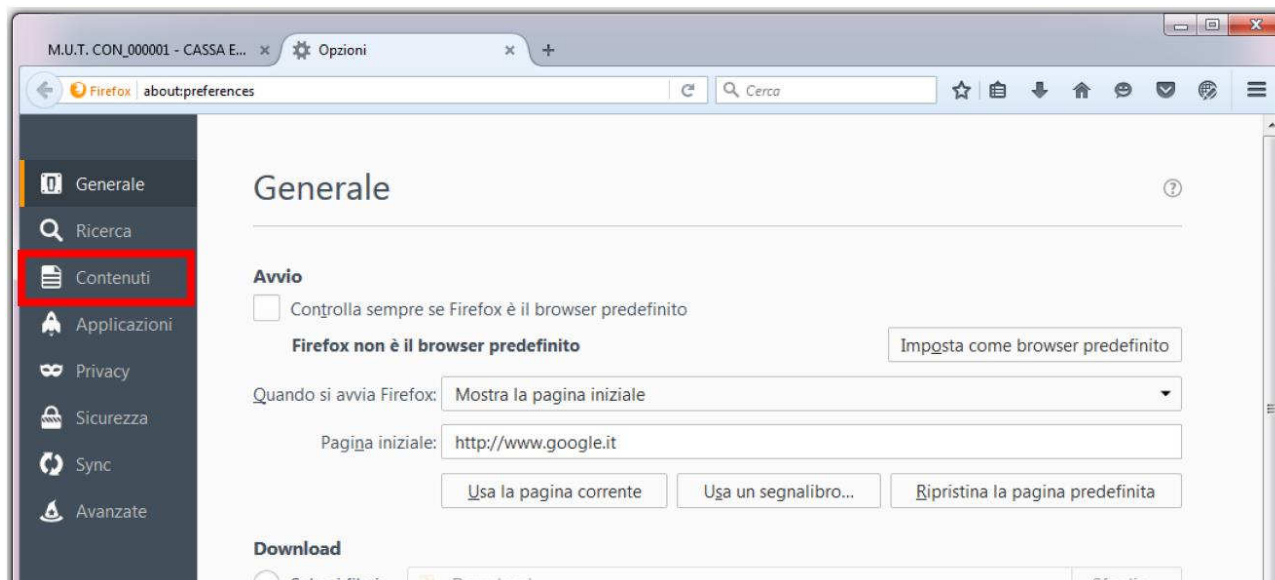 M.U.T. CON_000001 - CASSA E... Opzioni
Firefox about:preferences Cerca
Generale
Ricerca
Contenuti
Applicazioni
Privacy
Sicurezza
Sync
Avanzate
Generale
Avvio
Controlla sempre se Firefox è il browser predefinito
Firefox non è il browser predefinito Imposta come browser predefinito
Quando si avvia Firefox: Mostra la pagina iniziale
Pagina iniziale: http://www.google.it
Usa la pagina corrente Usa un segnalibro... Ripristina la pagina predefinita
Download